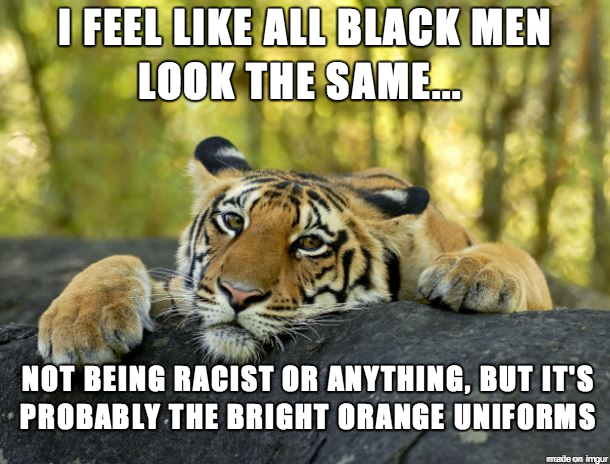 I FEEL LIKE ALL BLACK MEN
LOOK THE SAME...
NOT BEING RACIST OR ANYTHING, BUT IT'S
PROBABLY THE BRIGHT ORANGE UNIFORMS
made on imgur